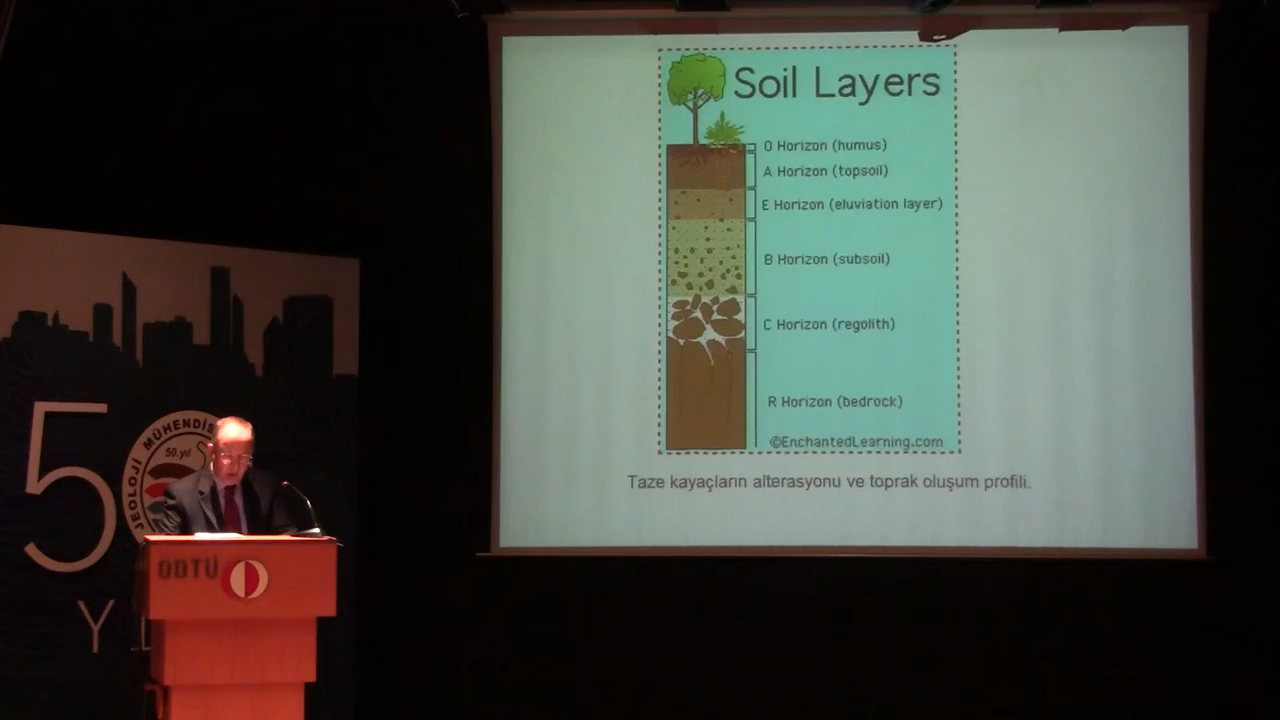 Soil Layers
O Horizon (humus)
A Horizon (topsoil)
E Horizon (eluviation layer)
B Horizon (subsoil)
C Horizon (regolith)
R Horizon (bedrock)
©EnchantedLearning.com
Taze kayaçların alterasyonu ve toprak oluşum profili.
50
JEOLOJİ MÜHENDİS
50.yıl
Y
ODTÜ